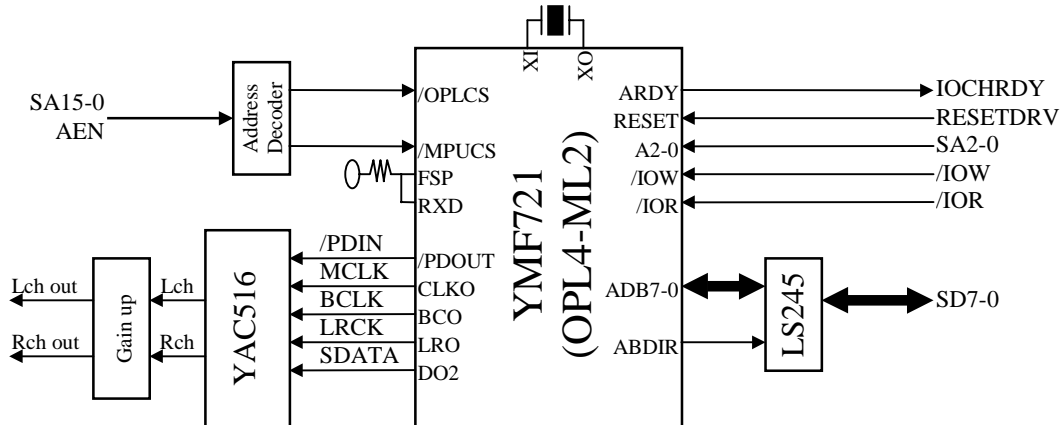 XI
XO
SA15-0
AEN
Address
Decoder
/OPLCS
/MPUCS
FSP
RXD
YMF721
(OPL4-ML2)
ARDY
RESET
A2-0
/IOW
/IOR
IOCHRDY
RESETDRV
SA2-0
/IOW
/IOR
Lch out
Rch out
Gain up
Lch
Rch
YAC516
/PDIN
MCLK
BCLK
LRCK
SDATA
/PDOUT
CLKO
BCO
LRO
DO2
ADB7-0
ABDIR
LS245
SD7-0